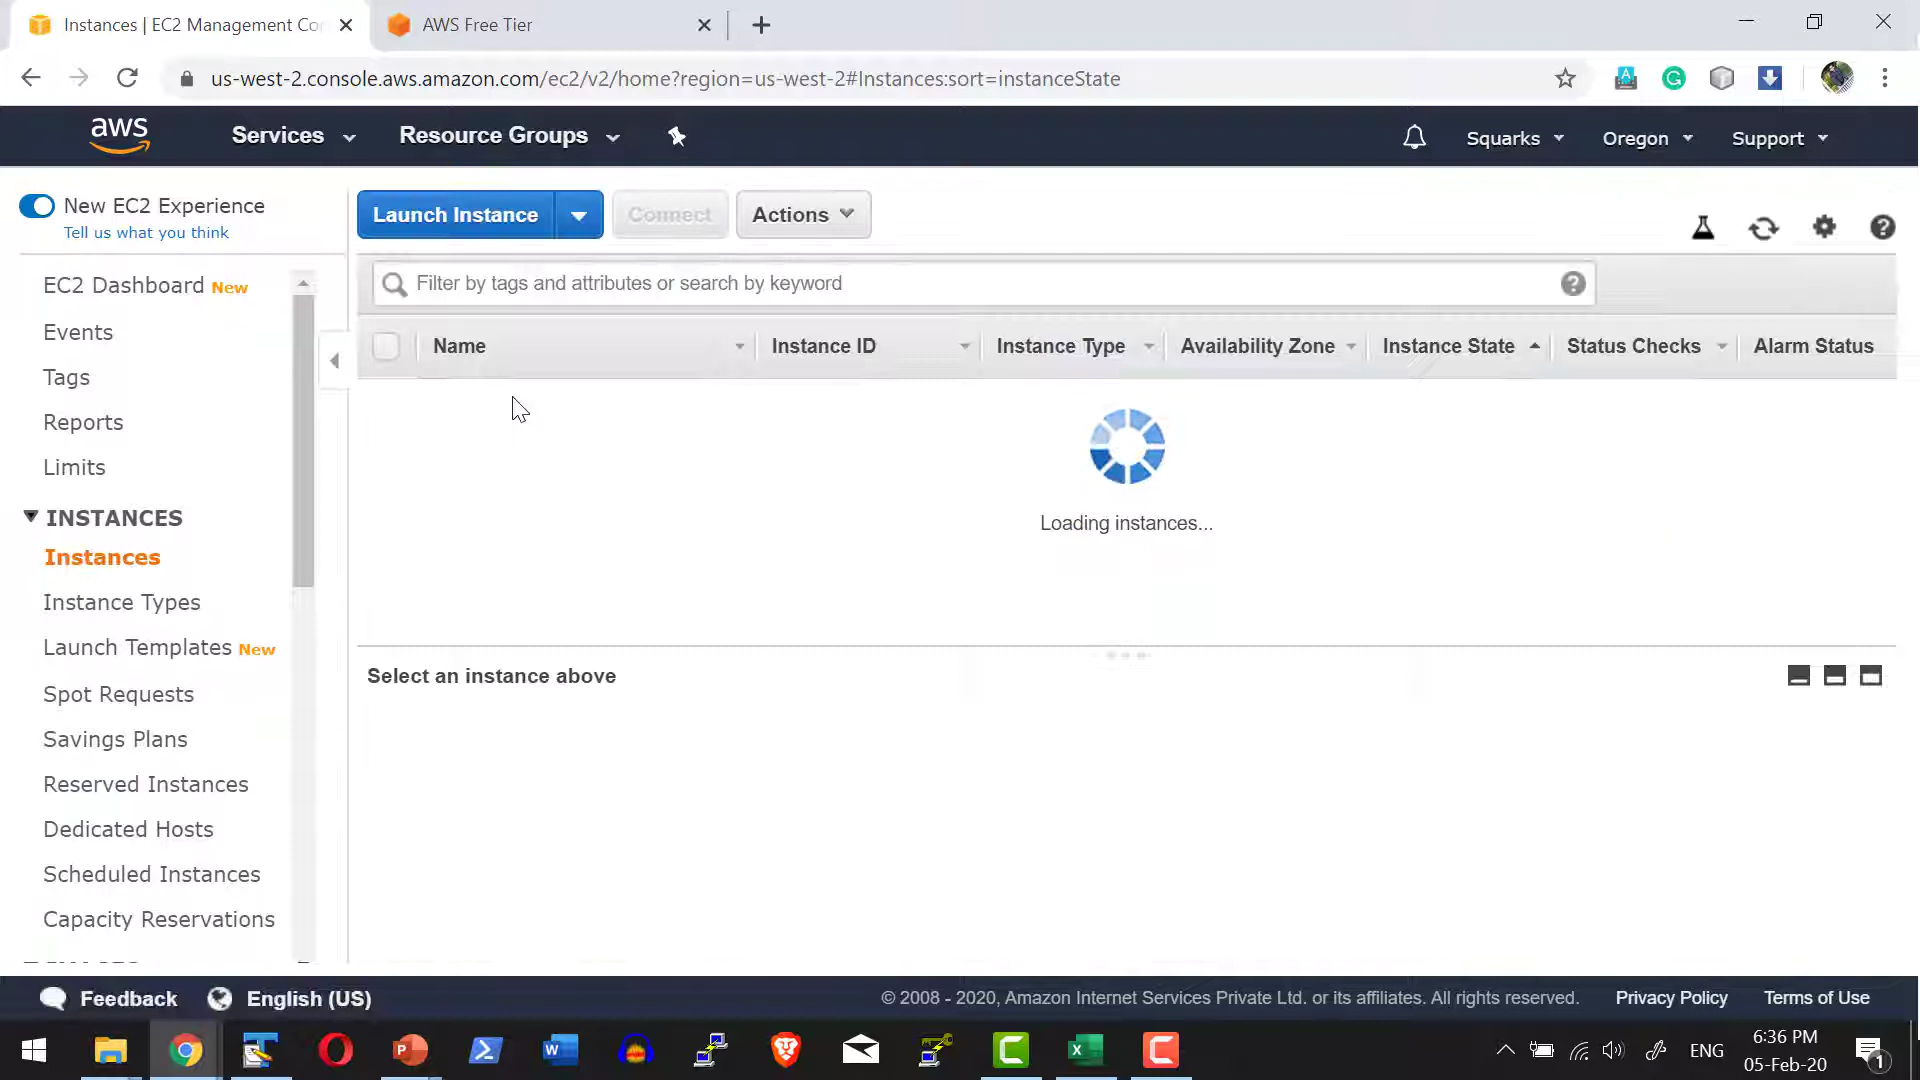 Instances | EC2 Management Co
AWS Free Tier
us-west-2.console.aws.amazon.com/ec2/v2/home?region=us-west-2#Instances:sort=instanceState
aws
Services
Resource Groups
Squarks
Oregon
Support
New EC2 Experience
Tell us what you think
Launch Instance
Connect
Actions
EC2 Dashboard New
Events
Tags
Reports
Limits
INSTANCES
Instances
Instance Types
Launch Templates New
Spot Requests
Savings Plans
Reserved Instances
Dedicated Hosts
Scheduled Instances
Capacity Reservations
Filter by tags and attributes or search by keyword
Name
Instance ID
Instance Type
Availability Zone
Instance State
Status Checks
Alarm Status
Loading instances...
Select an instance above
Feedback
English (US)
© 2008 - 2020, Amazon Internet Services Private Ltd. or its affiliates. All rights reserved.
Privacy Policy
Terms of Use
ENG
6:36 PM
05-Feb-20
1